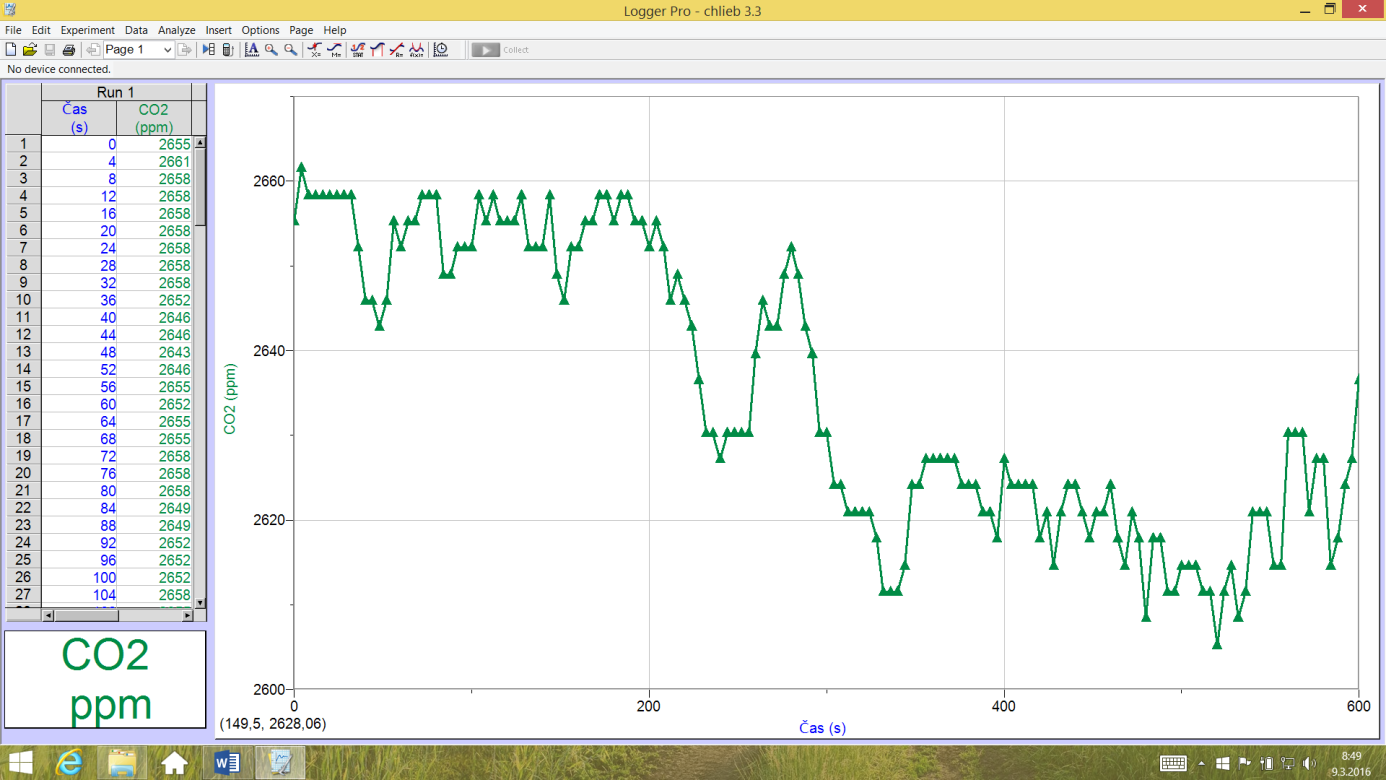 Logger Pro - chlieb 3.3
File Edit Experiment Data Analyze Insert Options Page Help
Page 1
Collect
No device connected.
Run 1
Čas CO2
(s) (ppm)
1 0 2655
2 4 2661
3 8 2658
4 12 2658
5 16 2658
6 20 2658
7 24 2658
8 28 2658
9 32 2658
10 36 2652
11 40 2646
12 44 2646
13 48 2643
14 52 2646
15 56 2655
16 60 2652
17 64 2655
18 68 2655
19 72 2658
20 76 2658
21 80 2658
22 84 2649
23 88 2649
24 92 2652
25 96 2652
26 100 2652
27 104 2658
CO2
ppm
2660
2640
2620
2600
CO2 (ppm)
0 200 400 600
(149,5, 2628,06)
Čas (s)
8:49
9.3.2016